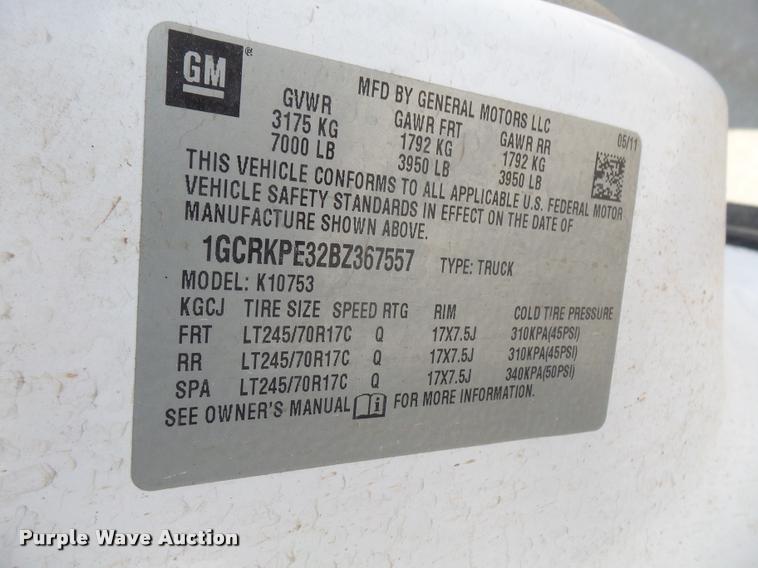 GM ®
MFD BY GENERAL MOTORS LLC 05/11
GVWR GAWR FRT GAWR RR
3175 KG 1792 KG 1792 KG
7000 LB 3950 LB 3950 LB
THIS VEHICLE CONFORMS TO ALL APPLICABLE U.S. FEDERAL MOTOR
VEHICLE SAFETY STANDARDS IN EFFECT ON THE DATE OF
MANUFACTURE SHOWN ABOVE.
1GCRKPE32BZ367557 TYPE: TRUCK
MODEL: K10753
KGCJ TIRE SIZE SPEED RTG RIM COLD TIRE PRESSURE
FRT LT245/70R17C Q 17X7.5J 310KPA(45PSI)
RR LT245/70R17C Q 17X7.5J 310KPA(45PSI)
SPA LT245/70R17C Q 17X7.5J 340KPA(50PSI)
SEE OWNER'S MANUAL FOR MORE INFORMATION.
Purple Wave Auction